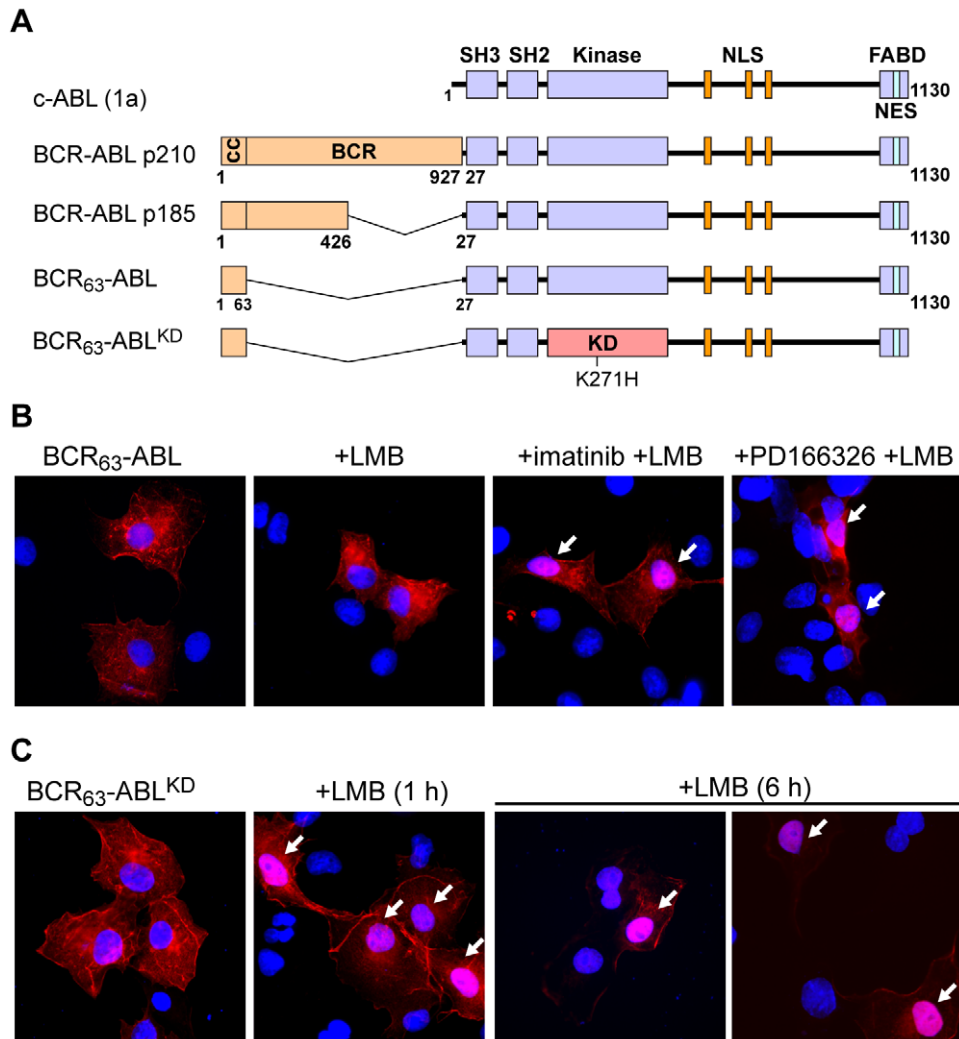 A
SH3 SH2 Kinase NLS FABD
c-ABL (1a)
1
1130
NES
BCR-ABL p210
CC
BCR
1 927 27
1130
BCR-ABL p185
1 426 27
1130
BCR₆₃-ABL
1 63 27
1130
BCR₆₃-ABLᴷᴰ
KD
K271H
B
BCR₆₃-ABL +LMB +imatinib +LMB +PD166326 +LMB
C
BCR₆₃-ABLᴷᴰ +LMB (1 h) +LMB (6 h)